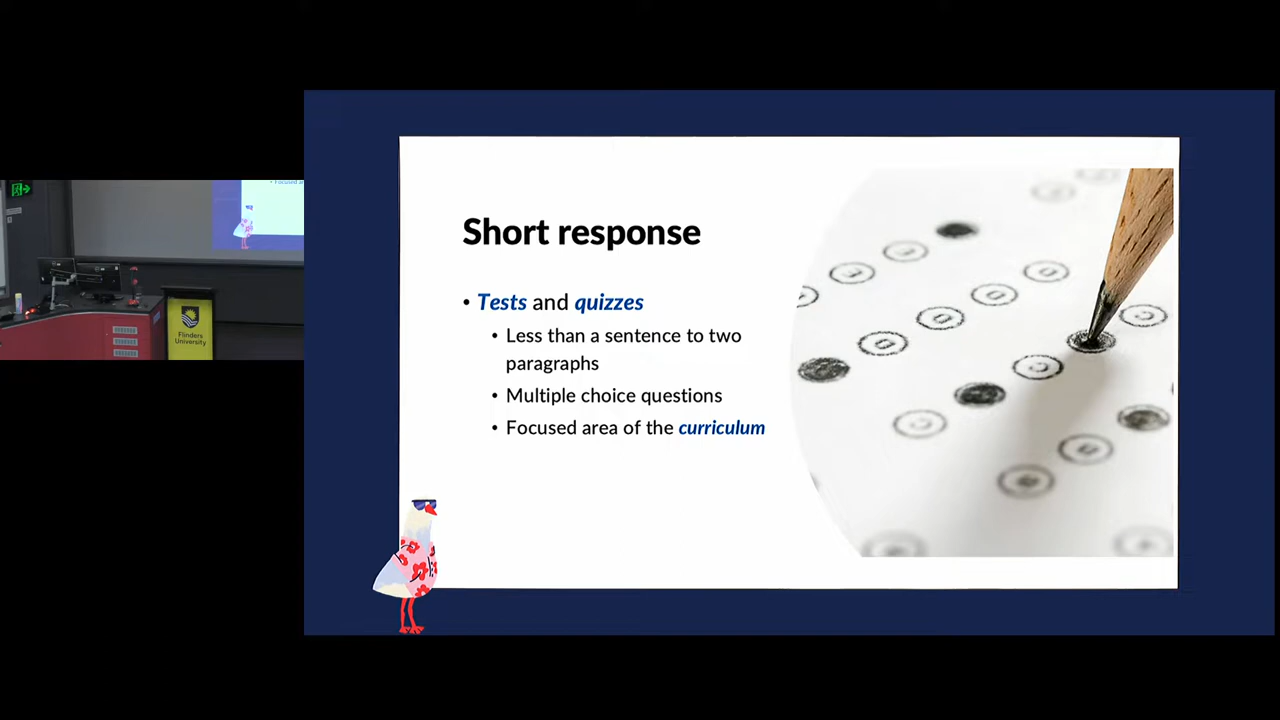 Short response
• Tests and quizzes
• Less than a sentence to two
paragraphs
• Multiple choice questions
• Focused area of the curriculum
Flinders
University